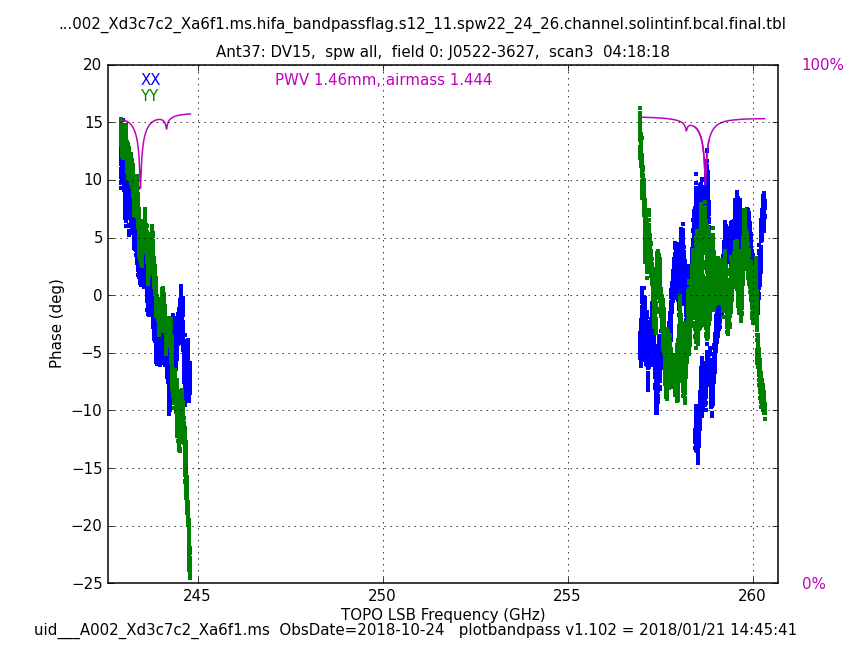 ...002_Xd3c7c2_Xa6f1.ms.hifa_bandpassflag.s12_11.spw22_24_26.channel.solintinf.bcal.final.tbl
Ant37: DV15,  spw all,  field 0: J0522-3627,  scan3  04:18:18
XX
YY
PWV 1.46mm, airmass 1.444
100%
0%
20
15
10
5
0
−5
−10
−15
−20
−25
Phase (deg)
245
250
255
260
TOPO LSB Frequency (GHz)
uid___A002_Xd3c7c2_Xa6f1.ms  ObsDate=2018-10-24   plotbandpass v1.102 = 2018/01/21 14:45:41